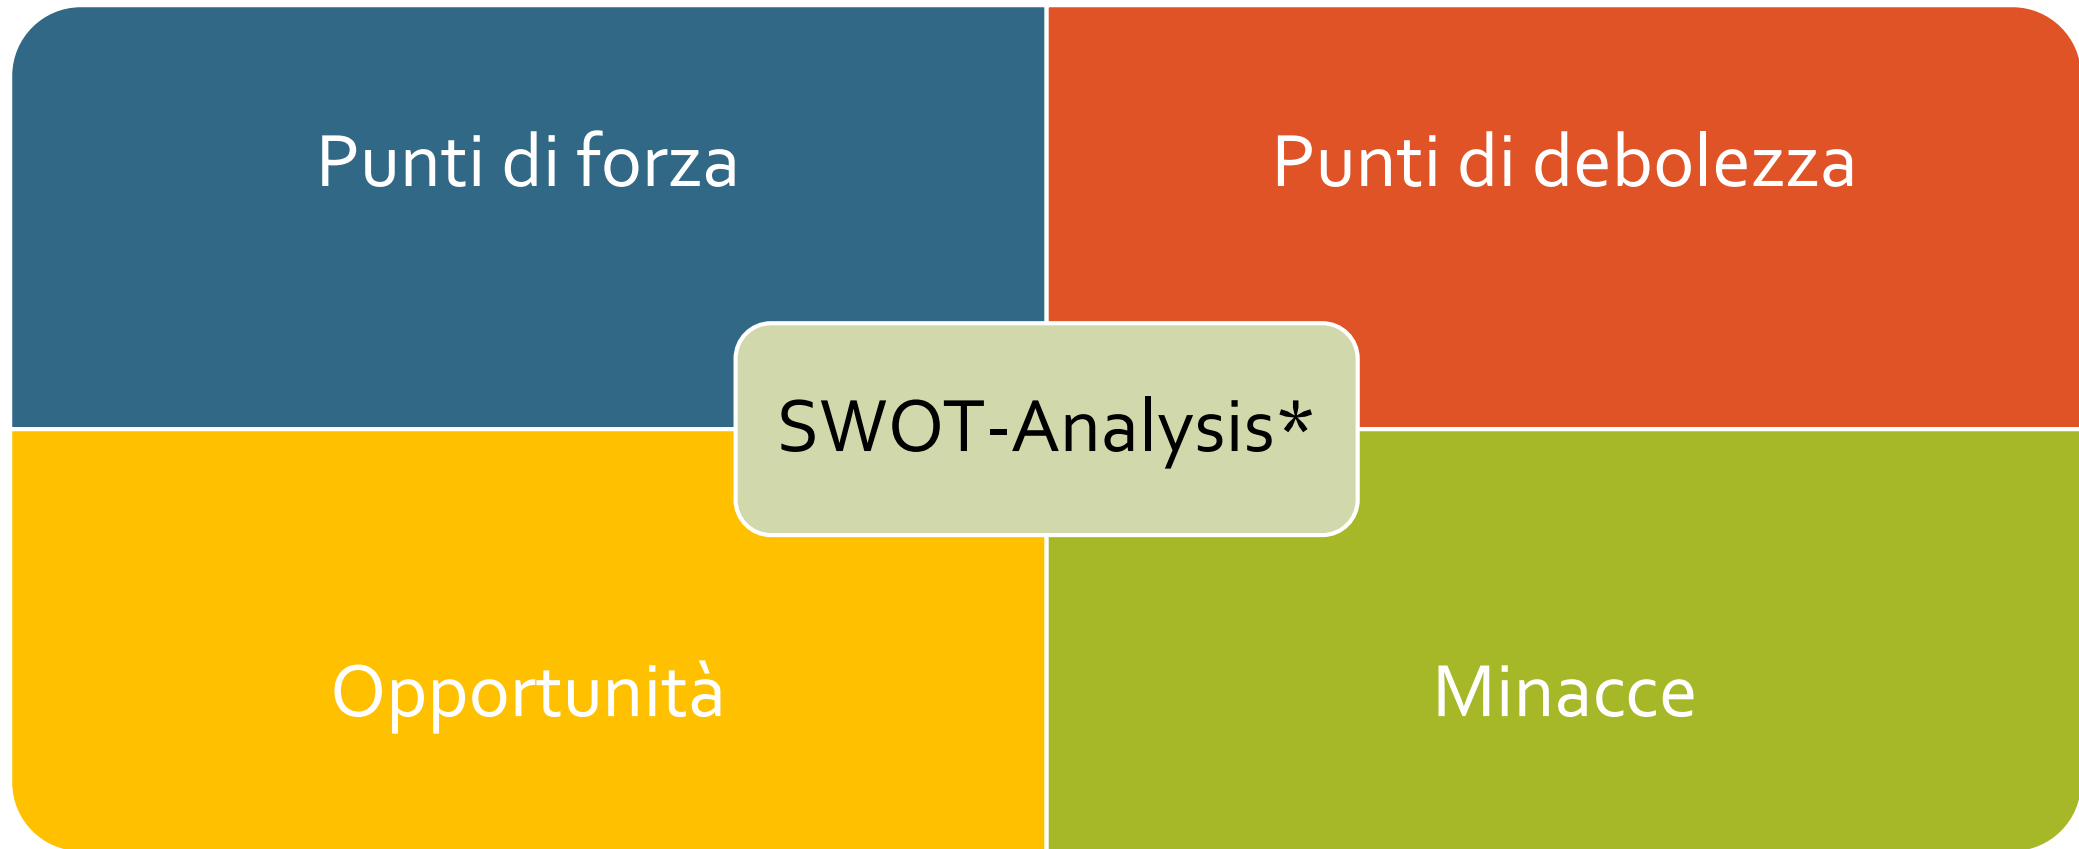 Punti di forza
Punti di debolezza
SWOT-Analysis*
Opportunità
Minacce